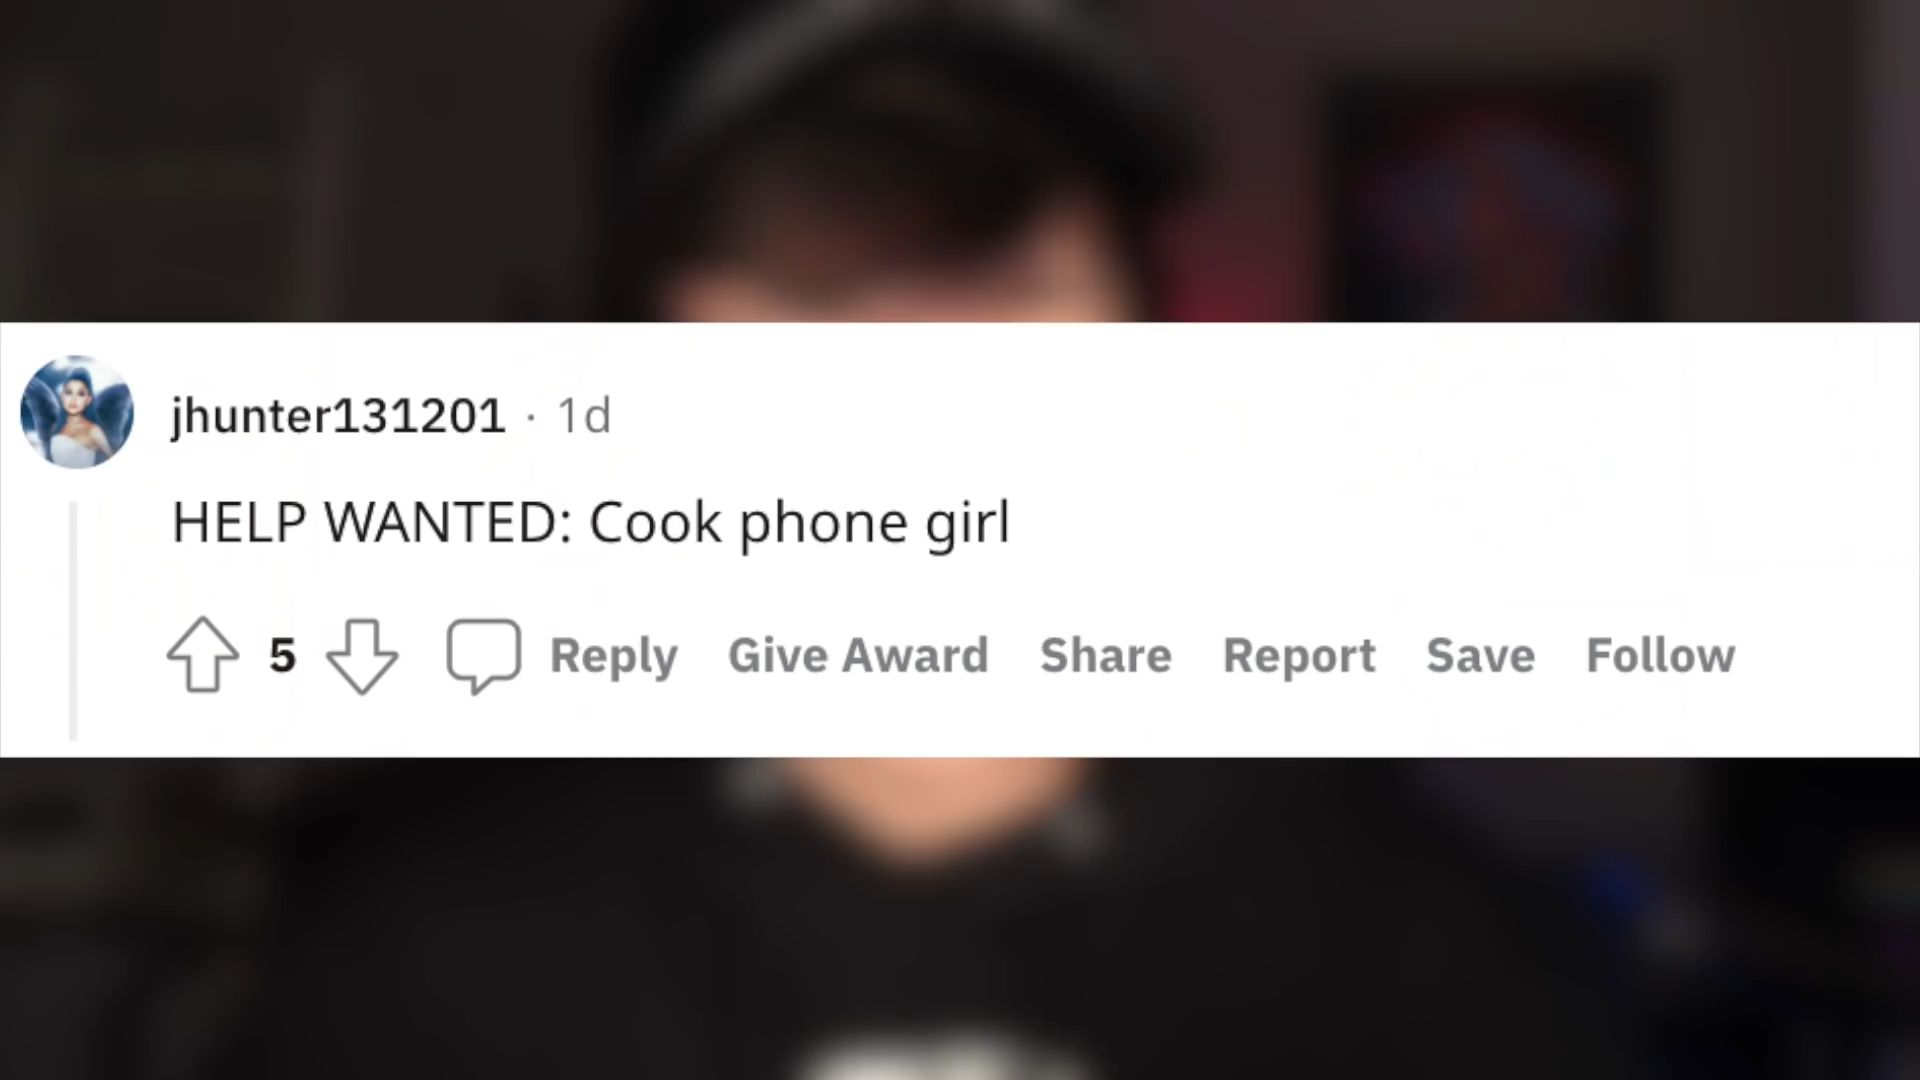 jhunter131201 · 1d
HELP WANTED: Cook phone girl
5 Reply Give Award Share Report Save Follow